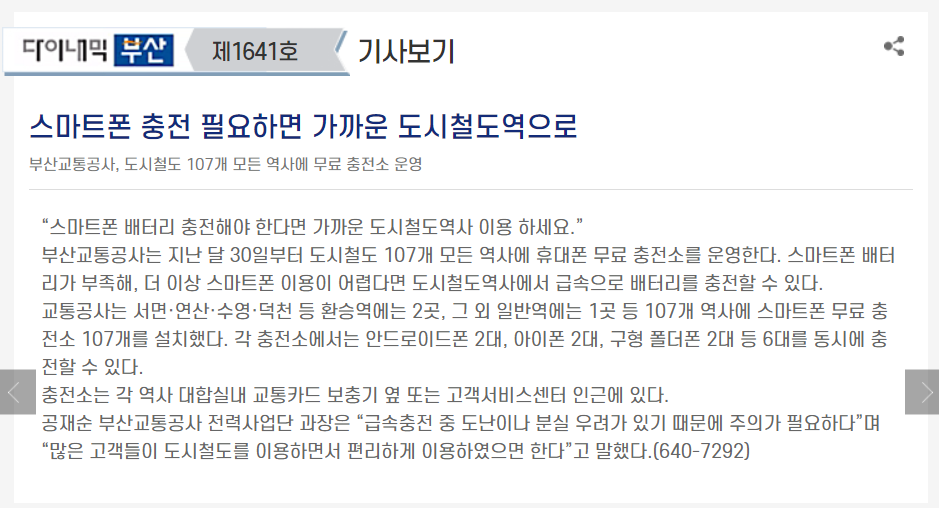 다이내믹 부산 제1641호 기사보기
스마트폰 충전 필요하면 가까운 도시철도역으로
부산교통공사, 도시철도 107개 모든 역사에 무료 충전소 운영
“스마트폰 배터리 충전해야 한다면 가까운 도시철도역사 이용 하세요.”
부산교통공사는 지난 달 30일부터 도시철도 107개 모든 역사에 휴대폰 무료 충전소를 운영한다. 스마트폰 배터
리가 부족해, 더 이상 스마트폰 이용이 어렵다면 도시철도역사에서 급속으로 배터리를 충전할 수 있다.
교통공사는 서면·연산·수영·덕천 등 환승역에는 2곳, 그 외 일반역에는 1곳 등 107개 역사에 스마트폰 무료 충
전소 107개를 설치했다. 각 충전소에서는 안드로이드폰 2대, 아이폰 2대, 구형 폴더폰 2대 등 6대를 동시에 충
전할 수 있다.
충전소는 각 역사 대합실내 교통카드 보충기 옆 또는 고객서비스센터 인근에 있다.
공재순 부산교통공사 전력사업단 과장은 “급속충전 중 도난이나 분실 우려가 있기 때문에 주의가 필요하다”며
“많은 고객들이 도시철도를 이용하면서 편리하게 이용하였으면 한다”고 말했다.(640-7292)